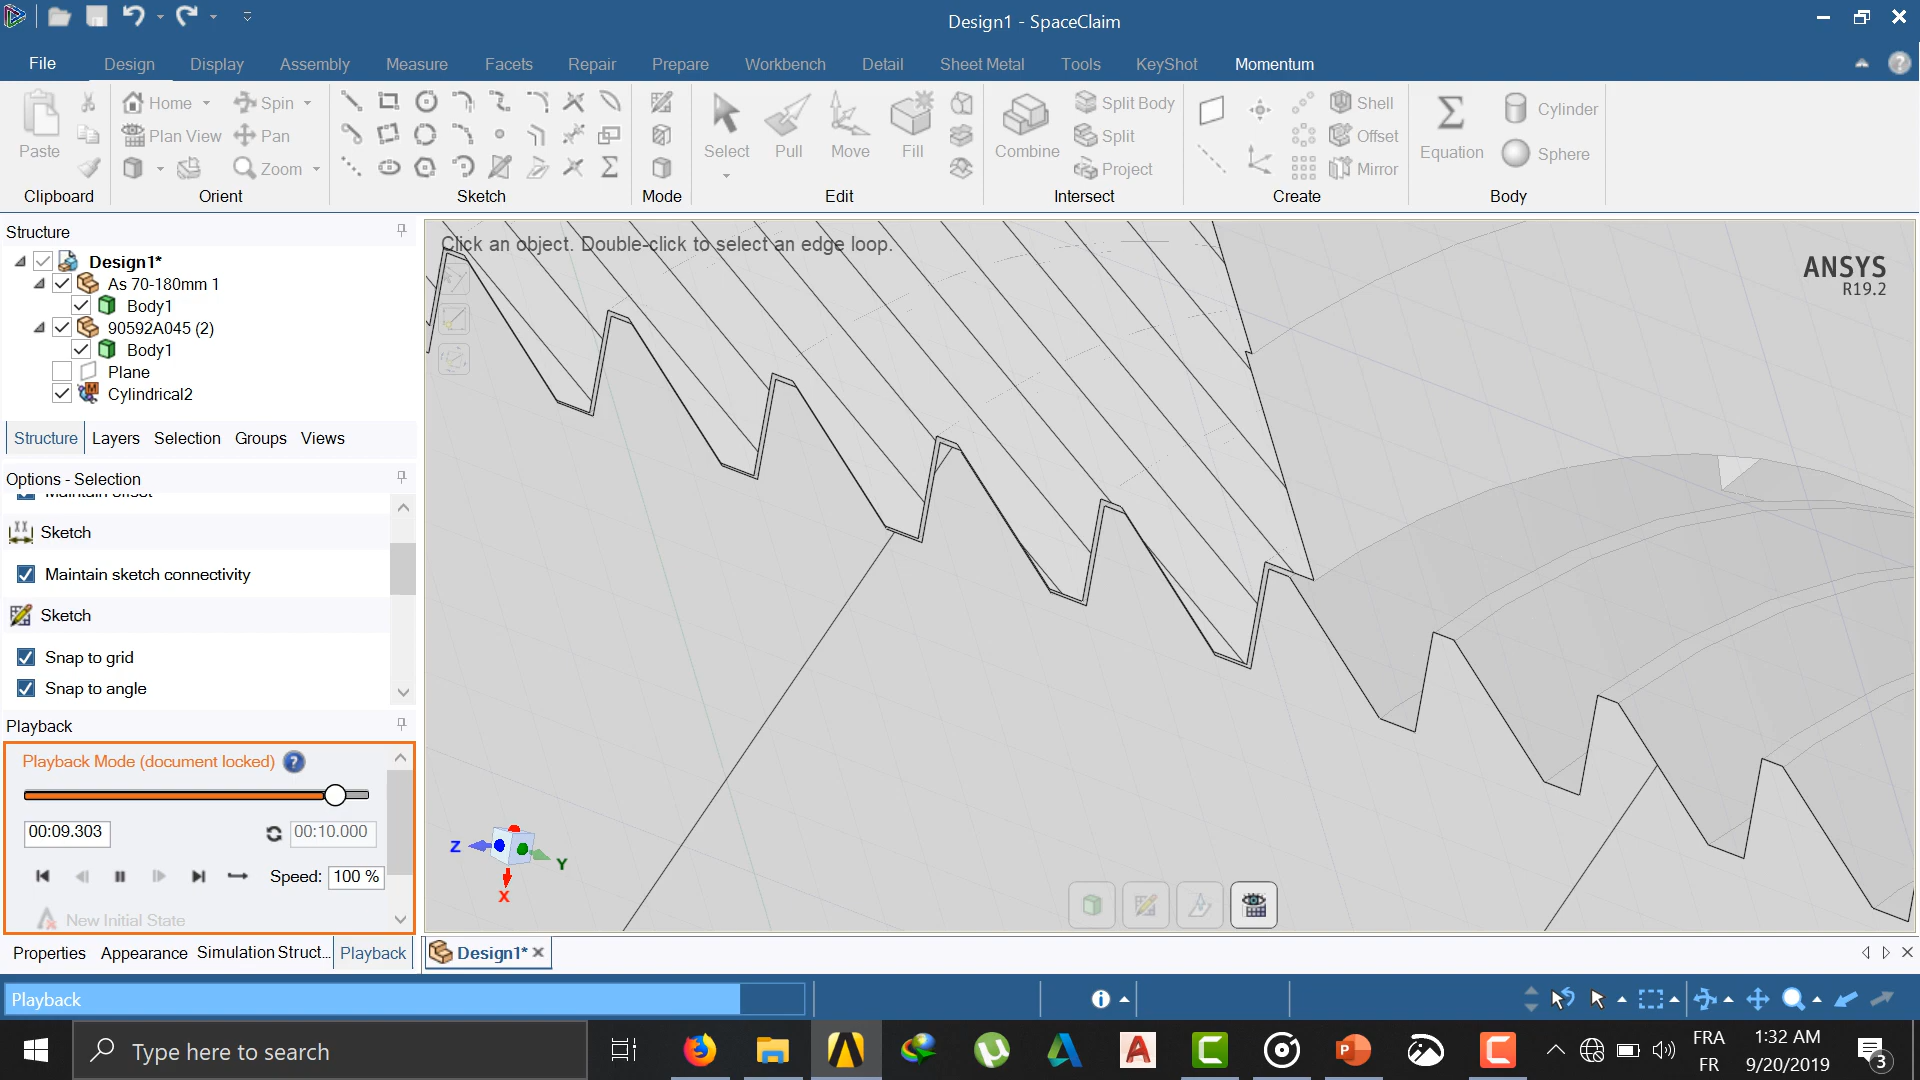 Design1 - SpaceClaim
File Design Display Assembly Measure Facets Repair Prepare Workbench Detail Sheet Metal Tools KeyShot Momentum
Home Spin Split Body Shell Cylinder
Plan View Pan Split Offset
Paste Select Pull Move Fill Combine Equation Sphere
Zoom Project Mirror
Clipboard Orient Sketch Mode Edit Intersect Create Body
Structure
Design1*
As 70-180mm 1
Body1
90592A045 (2)
Body1
Plane
Cylindrical2
Structure Layers Selection Groups Views
Options - Selection
Maintain offset
Sketch
Maintain sketch connectivity
Sketch
Snap to grid
Snap to angle
Playback
Playback Mode (document locked)
00:09.303 00:10.000
Speed: 100 %
New Initial State
Properties Appearance Simulation Struct... Playback
Click an object. Double-click to select an edge loop.
ANSYS
R19.2
Z
Y
X
Design1*
Playback
Type here to search
FRA
FR
1:32 AM
9/20/2019
3